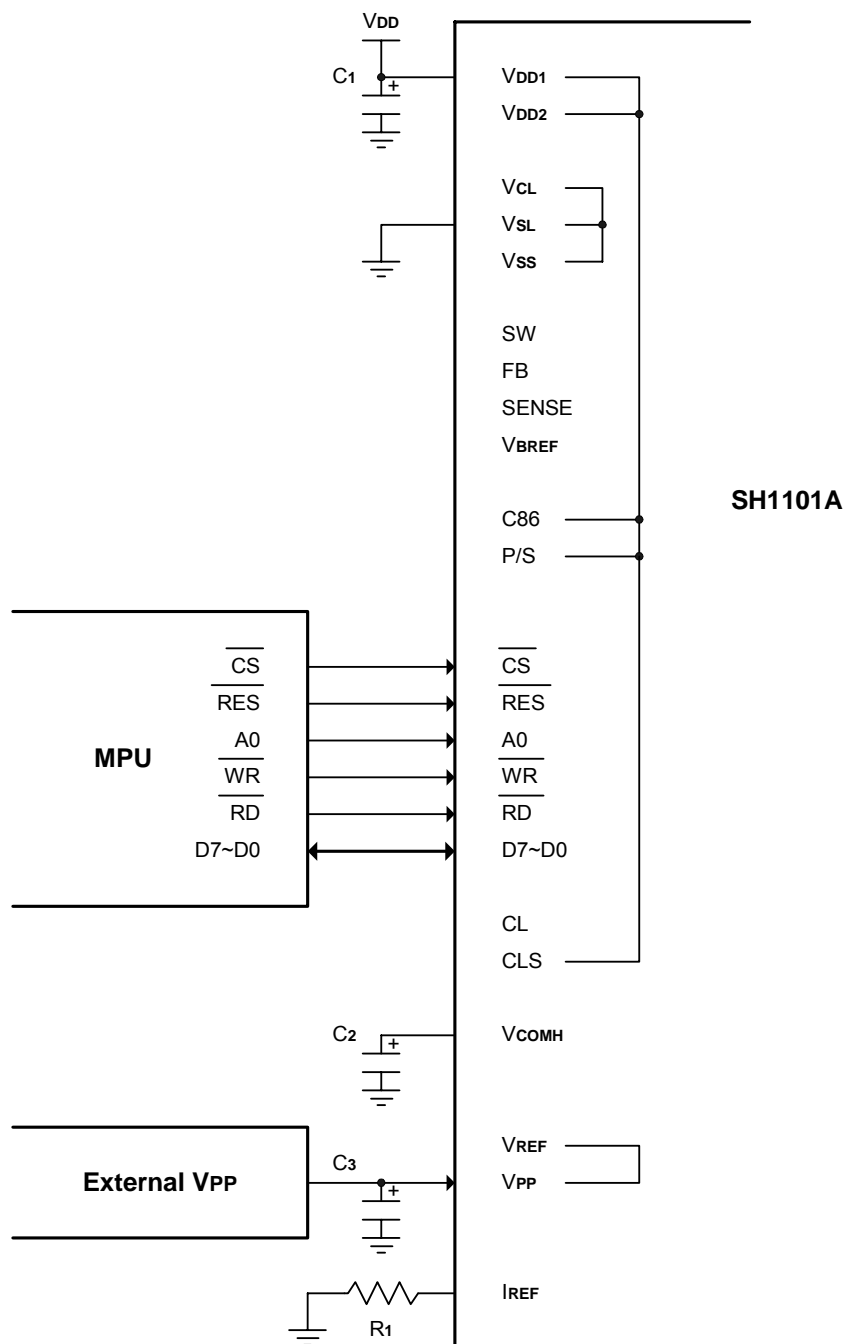 VDD
C1
+
VDD1
VDD2
VCL
VSL
VSS
SW
FB
SENSE
VBREF
SH1101A
C86
P/S
MPU
CS
RES
A0
WR
RD
D7~D0
CS
RES
A0
WR
RD
D7~D0
CL
CLS
C2
+
VCOMH
External VPP
C3
+
VREF
VPP
R1
IREF